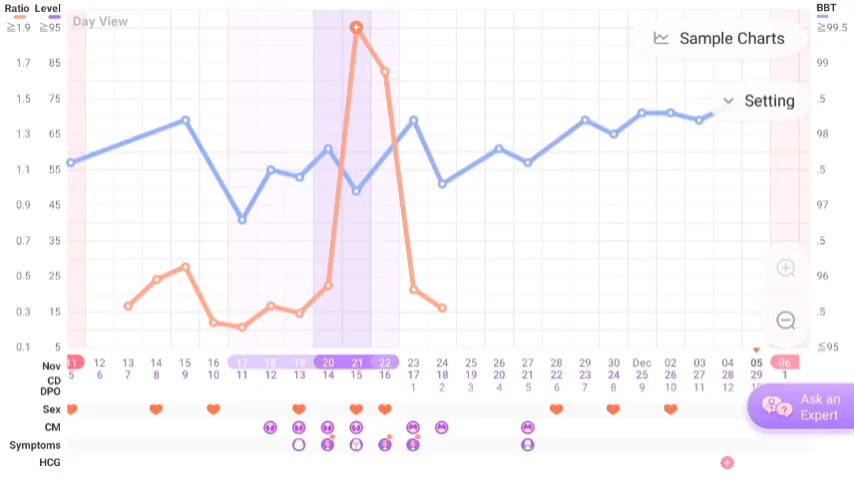 Ratio Level BBT
≧1.9 ≧95 ≧99.5
Day View
Sample Charts
1.7 85 99
1.5 75 .5
Setting
1.3 65 98
1.1 55 .5
0.9 45 97
0.7 35 .5
0.5 25 96
0.3 15 .5
0.1 5 ≦95
Nov 11 12 13 14 15 16 17 18 19 20 21 22 23 24 25 26 27 28 29 30 Dec 02 03 04 05 06
CD 5 6 7 8 9 10 11 12 13 14 15 16 17 18 19 20 21 22 23 24 25 26 27 28 29 1
DPO 1 2 3 4 5 6 7 8 9 10 11 12
Ask an
Expert
Sex
CM
Symptoms
HCG